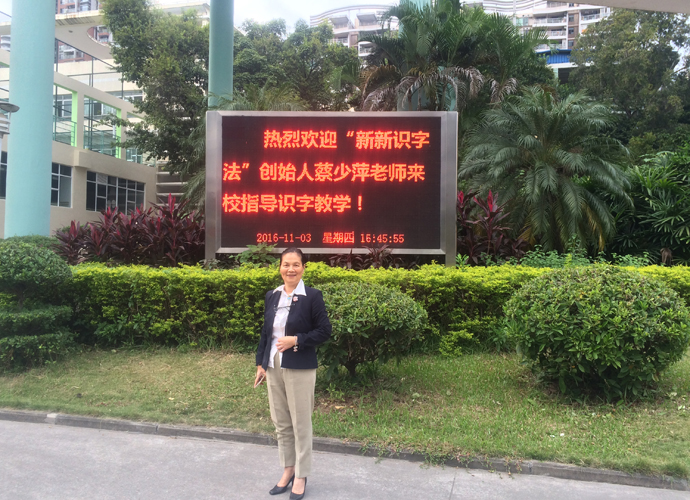 热烈欢迎“新新识字
法”创始人蔡少萍老师来
校指导识字教学！
2016-11-03 星期四 16:45:55